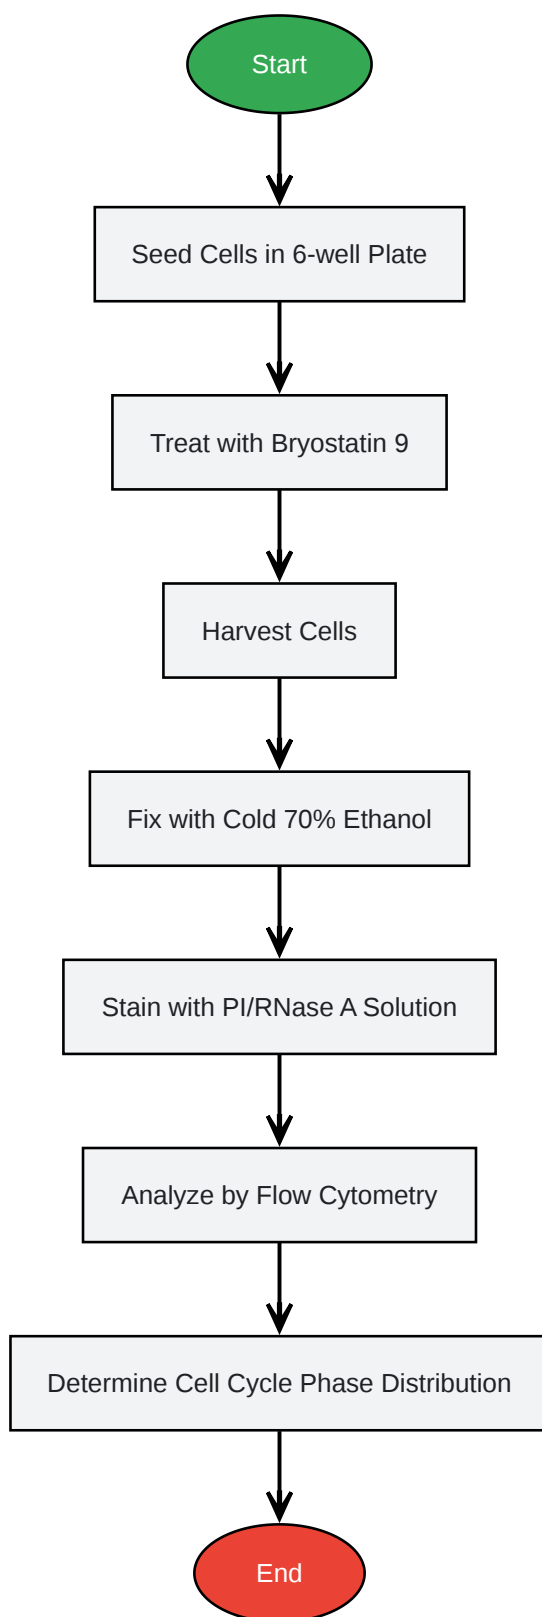 Start
Seed Cells in 6-well Plate
Treat with Bryostatin 9
Harvest Cells
Fix with Cold 70% Ethanol
Stain with PI/RNase A Solution
Analyze by Flow Cytometry
Determine Cell Cycle Phase Distribution
End